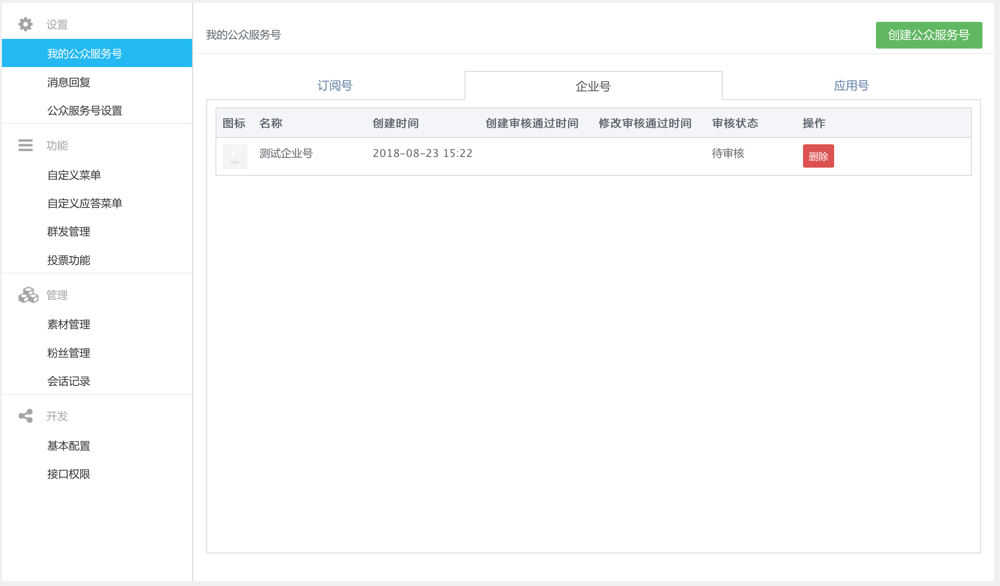 设置
我的公众服务号
消息回复
公众服务号设置
功能
自定义菜单
自定义应答菜单
群发管理
投票功能
管理
素材管理
粉丝管理
会话记录
开发
基本配置
接口权限
我的公众服务号
创建公众服务号
订阅号 企业号 应用号
图标 名称 创建时间 创建审核通过时间 修改审核通过时间 审核状态 操作
测试企业号 2018-08-23 15:22 待审核 删除